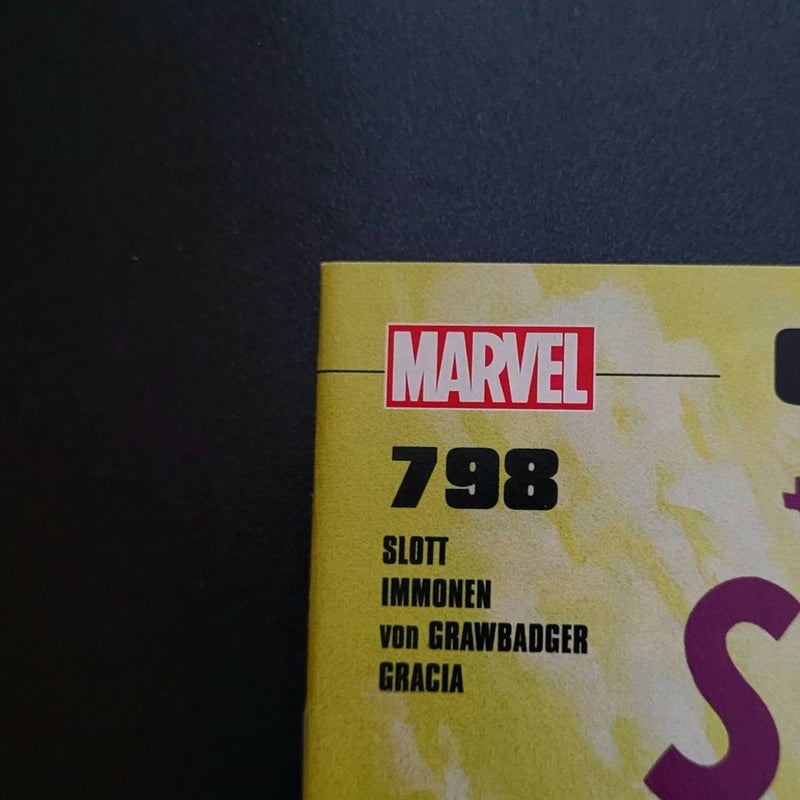 MARVEL
798
SLOTT
IMMONEN
von GRAWBADGER
GRACIA
S